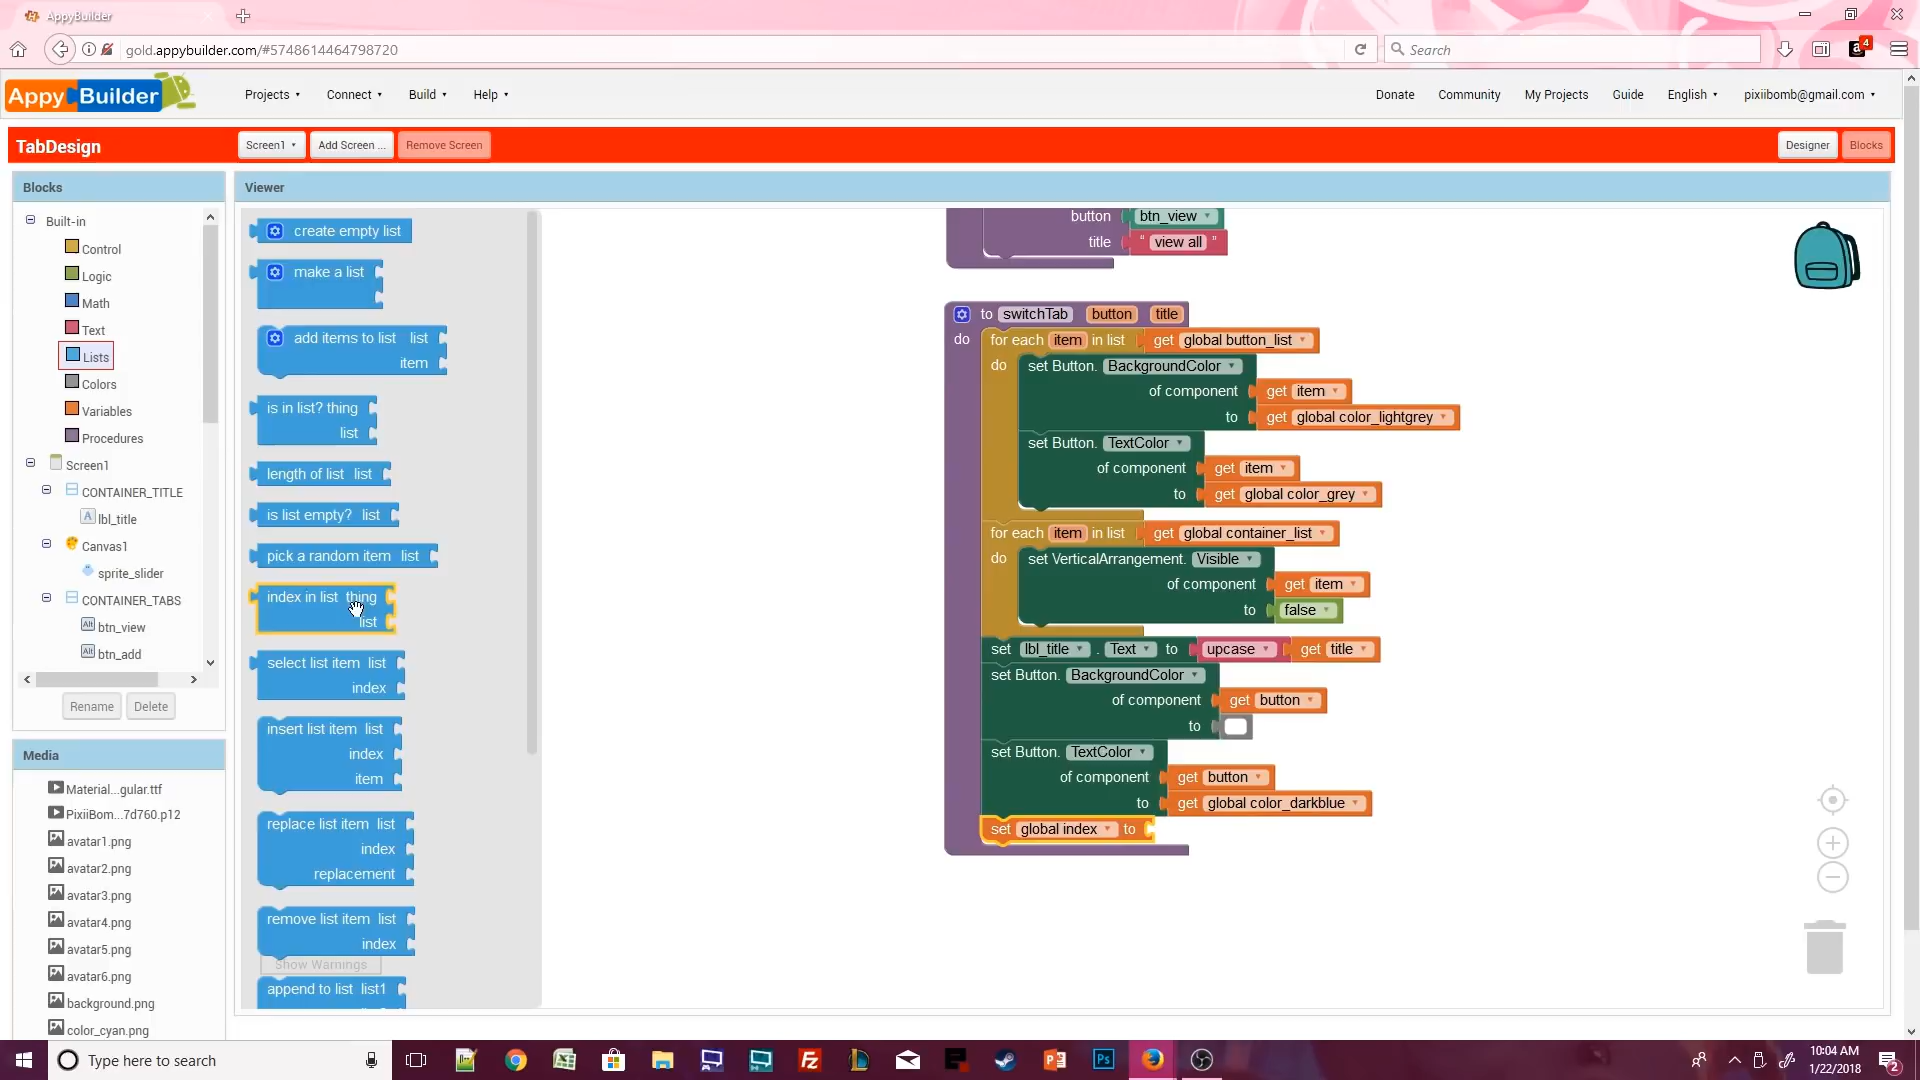 AppyBuilder
gold.appybuilder.com/#5748614464798720
Search
4
Appy Builder
Projects
Connect
Build
Help
Donate
Community
My Projects
Guide
English
pixiibomb@gmail.com
TabDesign
Screen1
Add Screen ...
Remove Screen
Designer
Blocks
Blocks
Viewer
Built-in
Control
Logic
Math
Text
Lists
Colors
Variables
Procedures
Screen1
CONTAINER_TITLE
lbl_title
Canvas1
sprite_slider
CONTAINER_TABS
btn_view
btn_add
Rename
Delete
Media
Material...gular.ttf
PixiiBom...7d760.p12
avatar1.png
avatar2.png
avatar3.png
avatar4.png
avatar5.png
avatar6.png
background.png
color_cyan.png
create empty list
make a list
add items to list list
item
is in list? thing
list
length of list list
is list empty? list
pick a random item list
index in list thing
list
select list item list
index
insert list item list
index
item
replace list item list
index
replacement
remove list item list
index
Show Warnings
append to list list1
button btn_view
title " view all "
to switchTab button title
do for each item in list get global button_list
do set Button. BackgroundColor
of component get item
to get global color_lightgrey
set Button. TextColor
of component get item
to get global color_grey
for each item in list get global container_list
do set VerticalArrangement. Visible
of component get item
to false
set lbl_title . Text to upcase get title
set Button. BackgroundColor
of component get button
to
set Button. TextColor
of component get button
to get global color_darkblue
set global index to
Type here to search
10:04 AM
1/22/2018
2